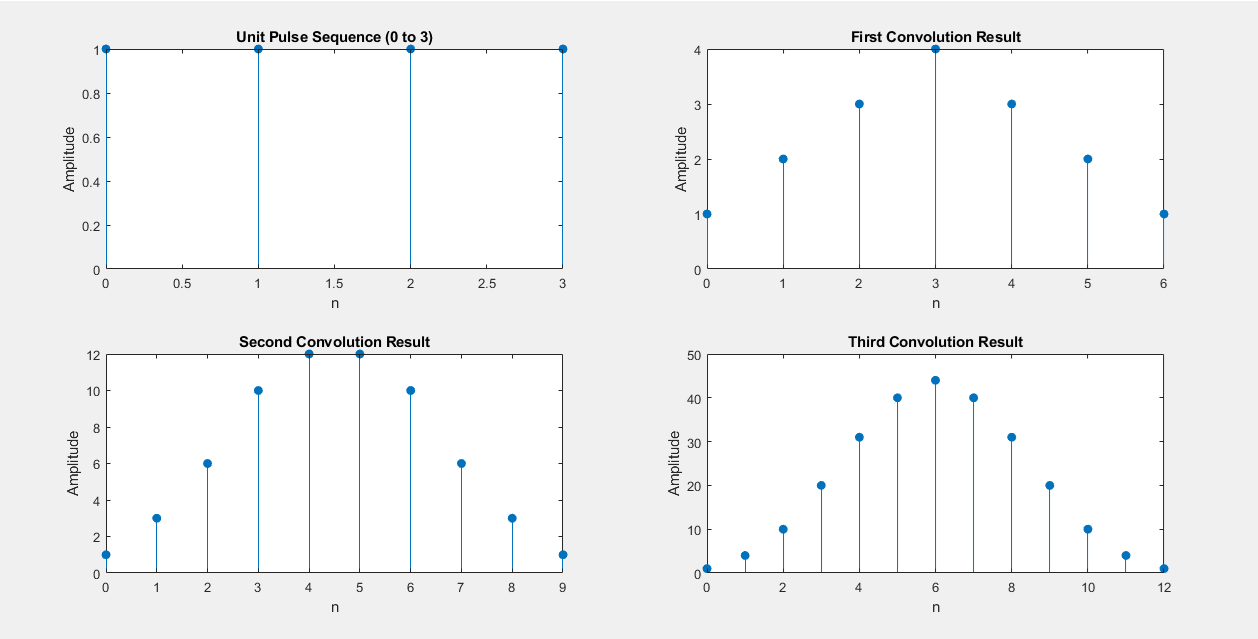 Unit Pulse Sequence (0 to 3)
1
0.8
0.6
0.4
0.2
0
Amplitude
0 0.5 1 1.5 2 2.5 3
n
First Convolution Result
4
3
2
1
0
Amplitude
0 1 2 3 4 5 6
n
Second Convolution Result
12
10
8
6
4
2
0
Amplitude
0 1 2 3 4 5 6 7 8 9
n
Third Convolution Result
50
40
30
20
10
0
Amplitude
0 2 4 6 8 10 12
n